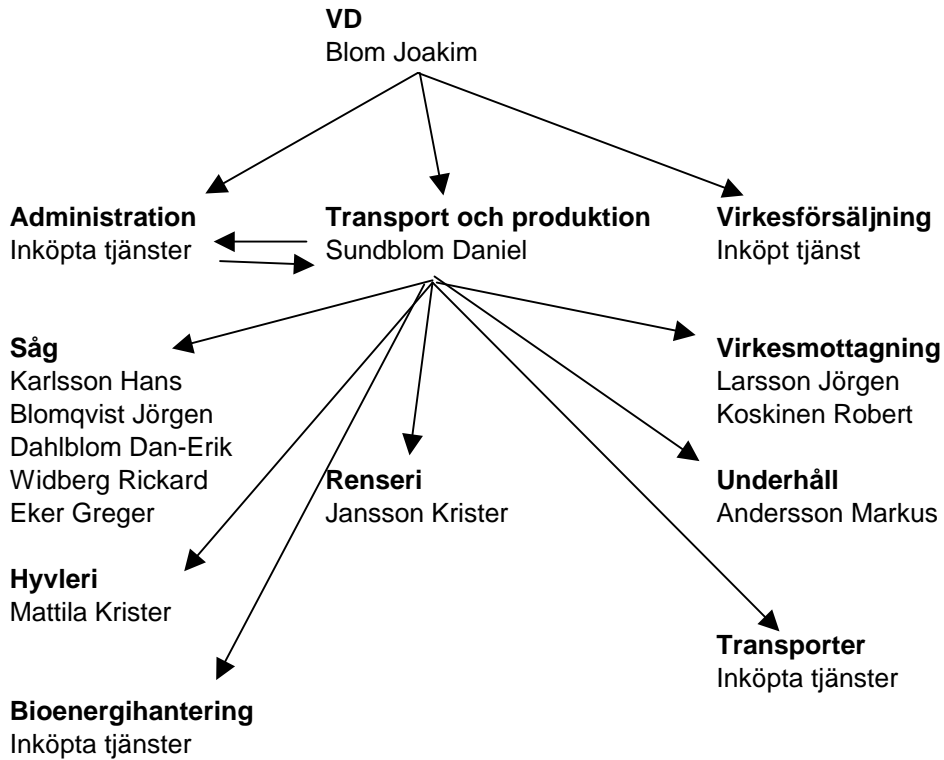 VD
Blom Joakim
Administration
Inköpta tjänster
Transport och produktion
Sundblom Daniel
Virkesförsäljning
Inköpt tjänst
Såg
Karlsson Hans
Blomqvist Jörgen
Dahlblom Dan-Erik
Widberg Rickard
Eker Greger
Virkesmottagning
Larsson Jörgen
Koskinen Robert
Renseri
Jansson Krister
Underhåll
Andersson Markus
Hyvleri
Mattila Krister
Transporter
Inköpta tjänster
Bioenergihantering
Inköpta tjänster